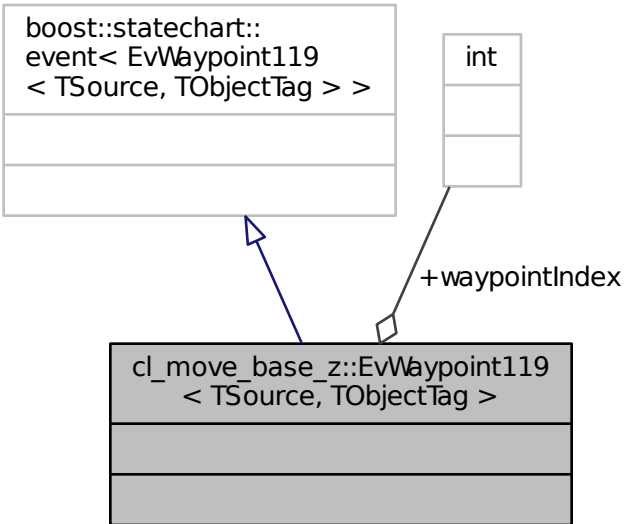 boost::statechart::
event< EvWaypoint119
< TSource, TObjectTag > >
int
+waypointIndex
cl_move_base_z::EvWaypoint119
< TSource, TObjectTag >